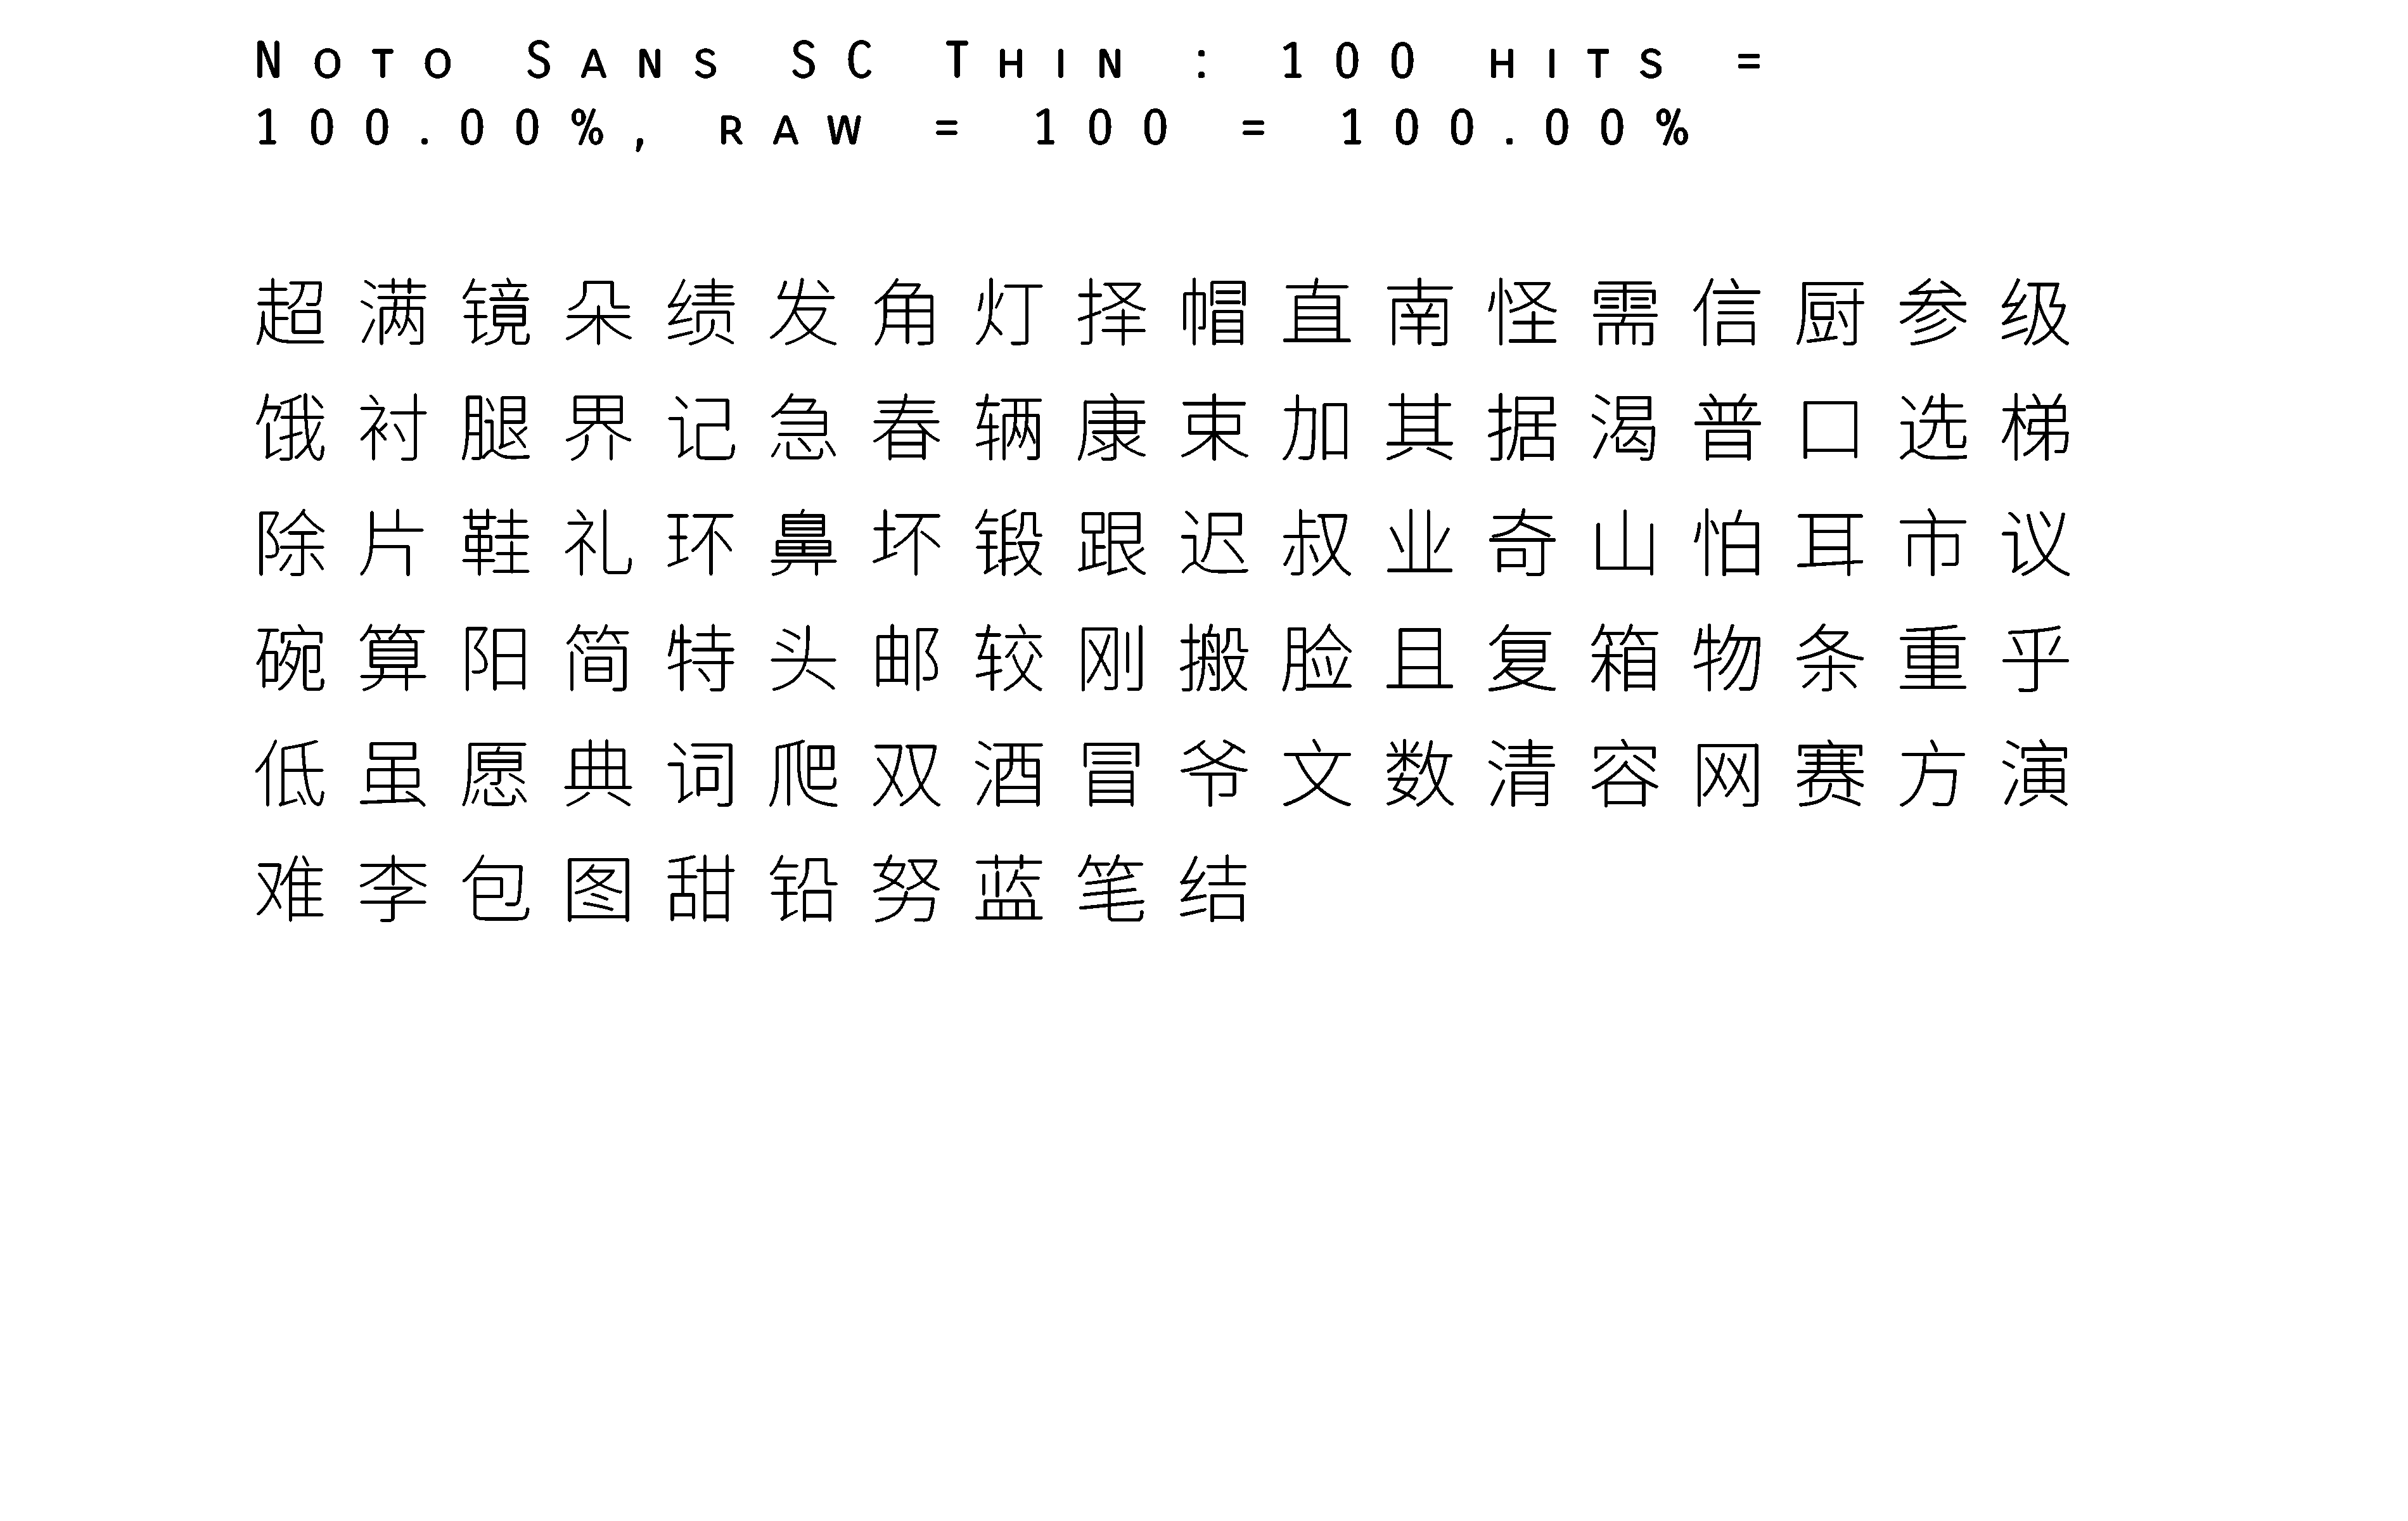 Noto Sans SC Thin : 100 hits =
100.00%, raw = 100 = 100.00%
超满镜朵绩发角灯择帽直南怪需信厨参级
饿衬腿界记急春辆康束加其据渴普口选梯
除片鞋礼环鼻坏锻跟迟叔业奇山怕耳市议
碗算阳简特头邮较刚搬脸且复箱物条重乎
低虽愿典词爬双酒冒爷文数清容网赛方演
难李包图甜铅努蓝笔结